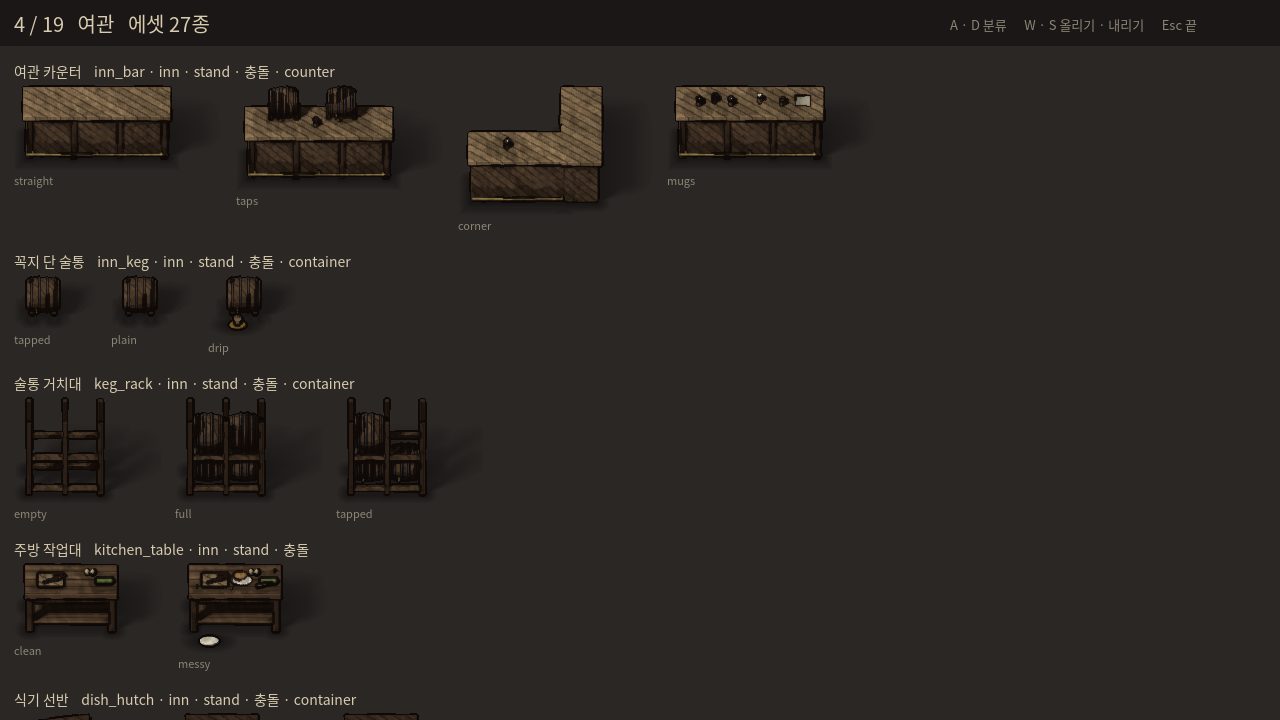 4 / 19 여관 에셋 27종
A · D 분류 W · S 올리기 · 내리기 Esc 끝
여관 카운터 inn_bar · inn · stand · 충돌 · counter
straight
taps
corner
mugs
꼭지 단 술통 inn_keg · inn · stand · 충돌 · container
tapped
plain
drip
술통 거치대 keg_rack · inn · stand · 충돌 · container
empty
full
tapped
주방 작업대 kitchen_table · inn · stand · 충돌
clean
messy
식기 선반 dish_hutch · inn · stand · 충돌 · container